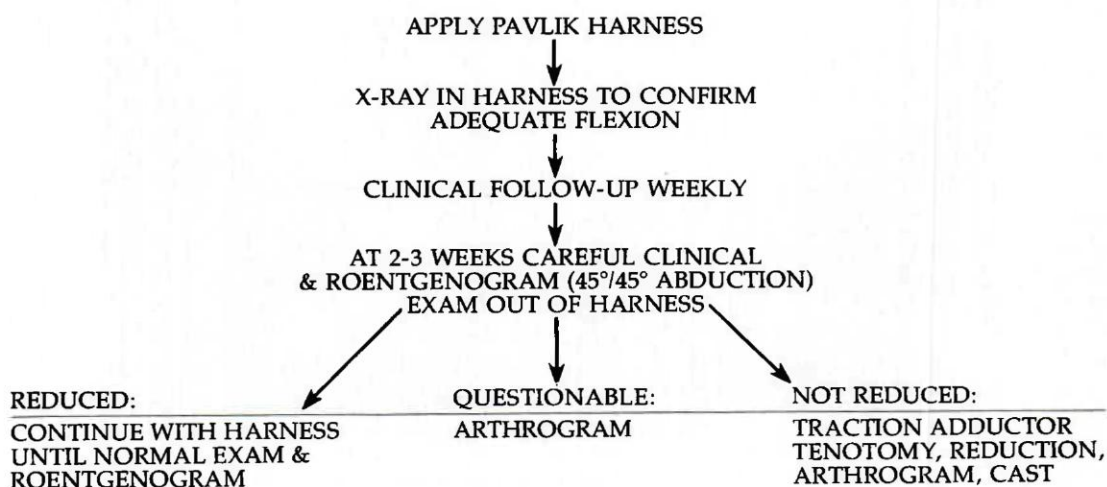 APPLY PAVLIK HARNESS
X-RAY IN HARNESS TO CONFIRM
ADEQUATE FLEXION
CLINICAL FOLLOW-UP WEEKLY
AT 2-3 WEEKS CAREFUL CLINICAL
& ROENTGENOGRAM (45°/45° ABDUCTION)
EXAM OUT OF HARNESS
REDUCED:
CONTINUE WITH HARNESS
UNTIL NORMAL EXAM &
ROENTGENOGRAM
QUESTIONABLE:
ARTHROGRAM
NOT REDUCED:
TRACTION ADDUCTOR
TENOTOMY, REDUCTION,
ARTHROGRAM, CAST